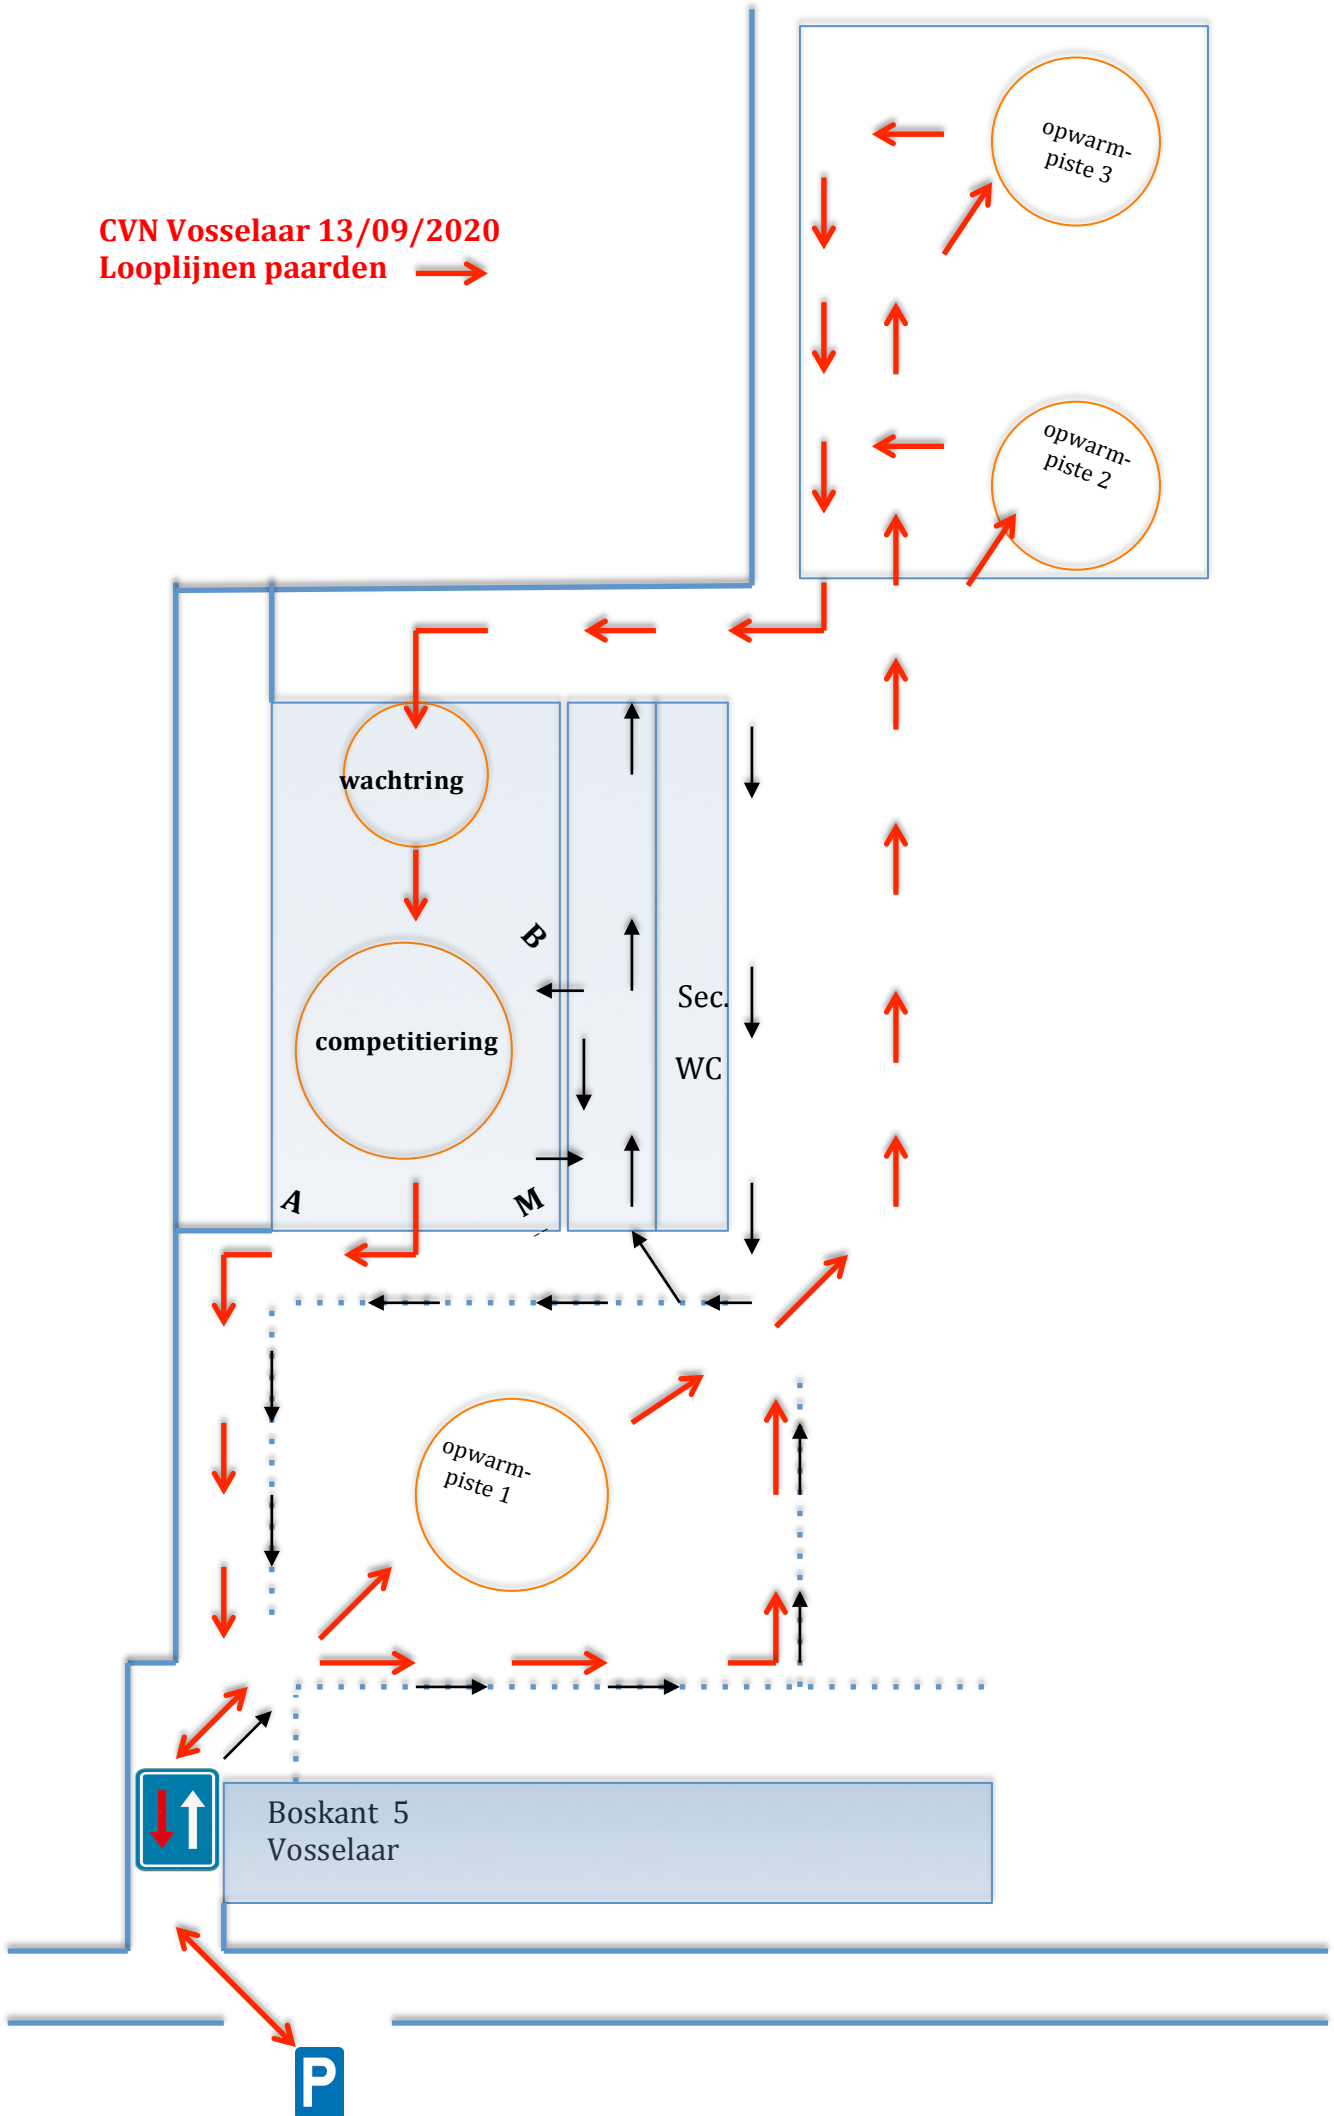 opwarm-
piste 3
CVN Vosselaar 13/09/2020
Looplijnen paarden
opwarm-
piste 2
wachtring
B
Sec.
competitiering
WC
A
M
opwarm-
piste 1
Boskant 5
Vosselaar
P